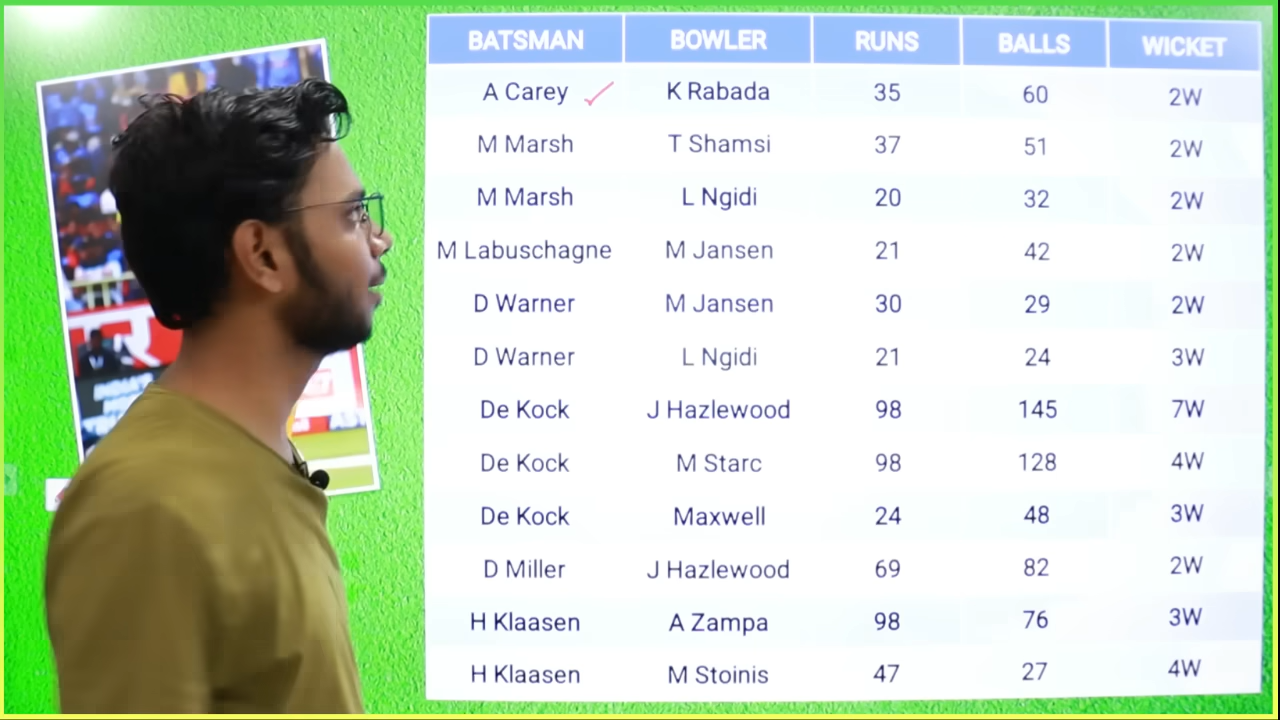 BATSMAN BOWLER RUNS BALLS WICKET
A Carey K Rabada 35 60 2W
M Marsh T Shamsi 37 51 2W
M Marsh L Ngidi 20 32 2W
M Labuschagne M Jansen 21 42 2W
D Warner M Jansen 30 29 2W
D Warner L Ngidi 21 24 3W
De Kock J Hazlewood 98 145 7W
De Kock M Starc 98 128 4W
De Kock Maxwell 24 48 3W
D Miller J Hazlewood 69 82 2W
H Klaasen A Zampa 98 76 3W
H Klaasen M Stoinis 47 27 4W